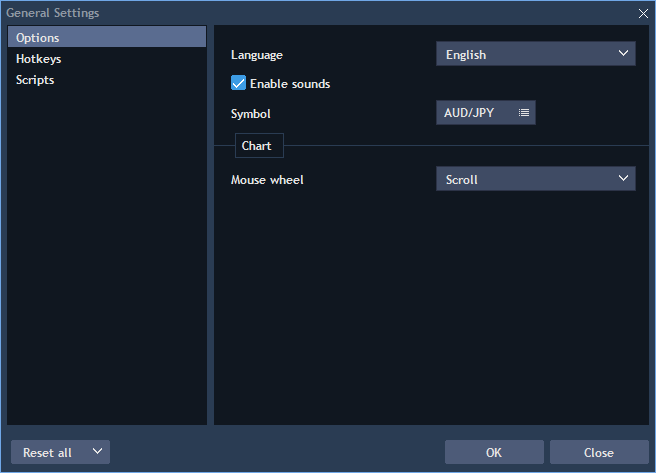 General Settings
Options
Hotkeys
Scripts
Language English
Enable sounds
Symbol AUD/JPY
Chart
Mouse wheel Scroll
Reset all OK Close